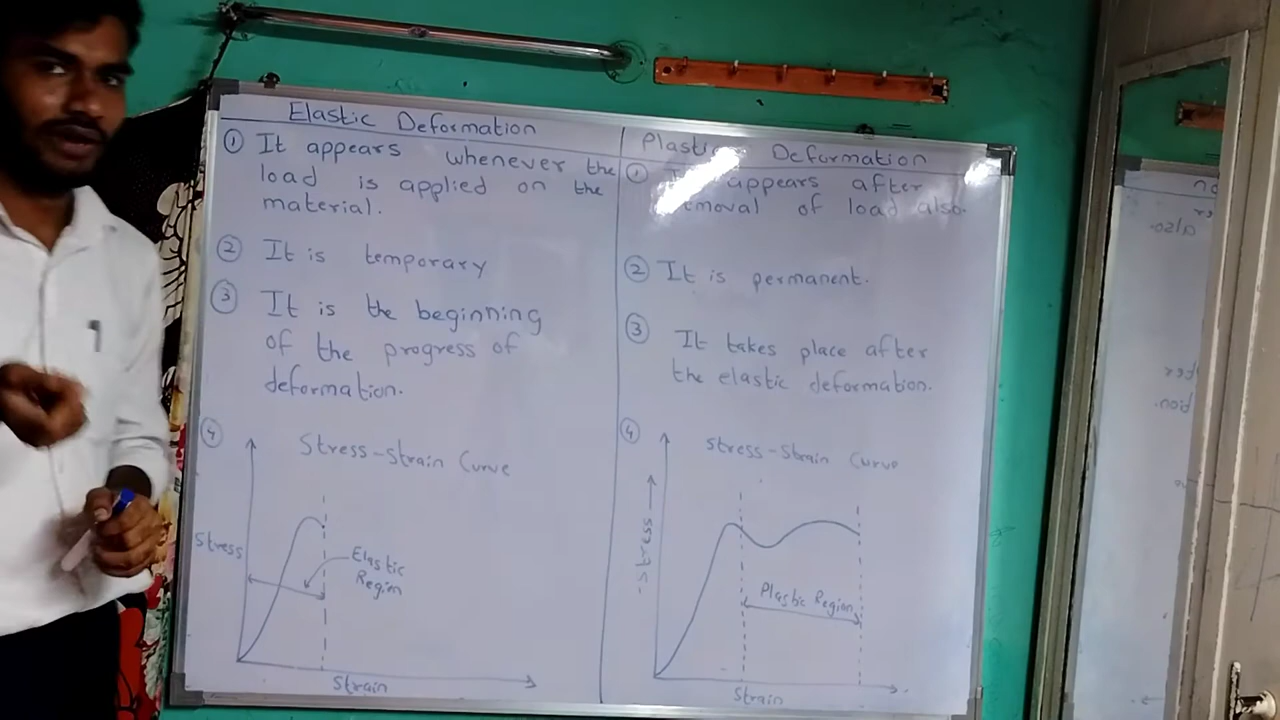 Elastic Deformation
① It appears whenever the
load is applied on the
material.
② It is temporary
③ It is the beginning
of the progress of
deformation.
④ Stress-Strain Curve
Stress
Elastic
Region
Strain
Deformation
① appears after
of load also.
② It is permanent.
③ It takes place after
the elastic deformation.
④ Stress-Strain Curve
Stress
Plastic Region
Strain